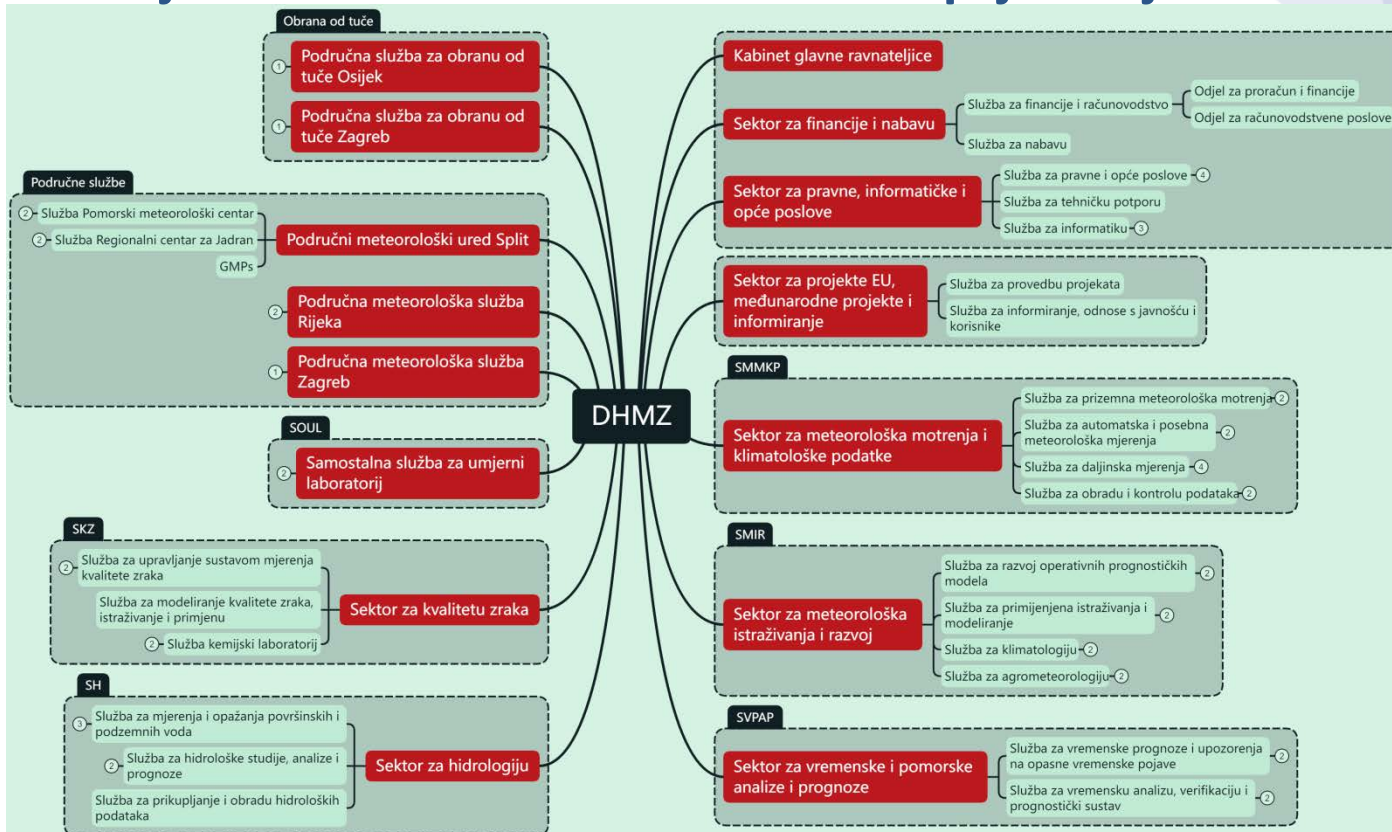 Obrana od tuče
Područna služba za obranu od
tuče Osijek
1
Područna služba za obranu od
tuče Zagreb
1
Područne službe
2
Služba Pomorski meteorološki centar
2
Služba Regionalni centar za Jadran
GMPs
Područni meteorološki ured Split
2
Područna meteorološka služba
Rijeka
1
Područna meteorološka služba
Zagreb
SOUL
2
Samostalna služba za umjerni
laboratorij
SKZ
2
Služba za upravljanje sustavom mjerenja
kvalitete zraka
Služba za modeliranje kvalitete zraka,
istraživanje i primjenu
2
Služba kemijski laboratorij
Sektor za kvalitetu zraka
SH
3
Služba za mjerenja i opažanja površinskih i
podzemnih voda
2
Služba za hidrološke studije, analize i
prognoze
Služba za prikupljanje i obradu hidroloških
podataka
Sektor za hidrologiju
DHMZ
Kabinet glavne ravnateljice
Sektor za financije i nabavu
Služba za financije i računovodstvo
Odjel za proračun i financije
Odjel za računovodstvene poslove
Služba za nabavu
Sektor za pravne, informatičke i
opće poslove
Služba za pravne i opće poslove
4
Služba za tehničku potporu
Služba za informatiku
3
Sektor za projekte EU,
međunarodne projekte i
informiranje
Služba za provedbu projekata
Služba za informiranje, odnose s javnošću i
korisnike
SMMKP
Sektor za meteorološka motrenja i
klimatološke podatke
Služba za prizemna meteorološka motrenja
2
Služba za automatska i posebna
meteorološka mjerenja
2
Služba za daljinska mjerenja
4
Služba za obradu i kontrolu podataka
2
SMIR
Sektor za meteorološka
istraživanja i razvoj
Služba za razvoj operativnih prognostičkih
modela
2
Služba za primijenjena istraživanja i
modeliranje
2
Služba za klimatologiju
2
Služba za agrometeorologiju
2
SVPAP
Sektor za vremenske i pomorske
analize i prognoze
Služba za vremenske prognoze i upozorenja
na opasne vremenske pojave
2
Služba za vremensku analizu, verifikaciju i
prognostički sustav
2